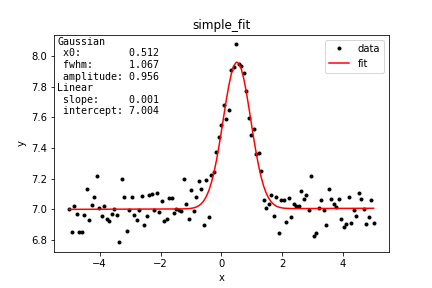 simple_fit
Gaussian
x0: 0.512
fwhm: 1.067
amplitude: 0.956
Linear
slope: 0.001
intercept: 7.004
data
fit
8.0
7.8
7.6
7.4
7.2
7.0
6.8
y
−4 −2 0 2 4
x